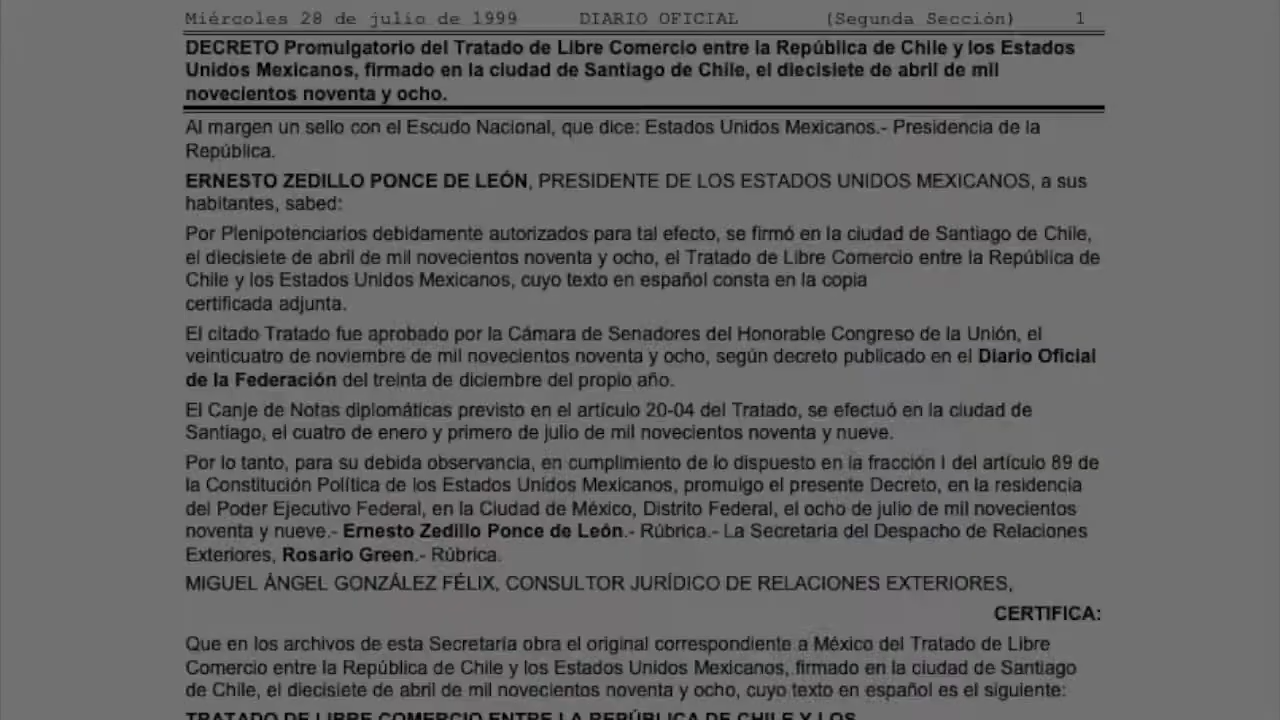 Miércoles 28 de julio de 1999 DIARIO OFICIAL (Segunda Sección) 1
DECRETO Promulgatorio del Tratado de Libre Comercio entre la República de Chile y los Estados
Unidos Mexicanos, firmado en la ciudad de Santiago de Chile, el diecisiete de abril de mil
novecientos noventa y ocho.
Al margen un sello con el Escudo Nacional, que dice: Estados Unidos Mexicanos.- Presidencia de la
República.
ERNESTO ZEDILLO PONCE DE LEÓN, PRESIDENTE DE LOS ESTADOS UNIDOS MEXICANOS, a sus
habitantes, sabed:
Por Plenipotenciarios debidamente autorizados para tal efecto, se firmó en la ciudad de Santiago de Chile,
el diecisiete de abril de mil novecientos noventa y ocho, el Tratado de Libre Comercio entre la República de
Chile y los Estados Unidos Mexicanos, cuyo texto en español consta en la copia
certificada adjunta.
El citado Tratado fue aprobado por la Cámara de Senadores del Honorable Congreso de la Unión, el
veinticuatro de noviembre de mil novecientos noventa y ocho, según decreto publicado en el Diario Oficial
de la Federación del treinta de diciembre del propio año.
El Canje de Notas diplomáticas previsto en el artículo 20-04 del Tratado, se efectuó en la ciudad de
Santiago, el cuatro de enero y primero de julio de mil novecientos noventa y nueve.
Por lo tanto, para su debida observancia, en cumplimiento de lo dispuesto en la fracción I del artículo 89 de
la Constitución Política de los Estados Unidos Mexicanos, promulgo el presente Decreto, en la residencia
del Poder Ejecutivo Federal, en la Ciudad de México, Distrito Federal, el ocho de julio de mil novecientos
noventa y nueve.- Ernesto Zedillo Ponce de León.- Rúbrica.- La Secretaria del Despacho de Relaciones
Exteriores, Rosario Green.- Rúbrica.
MIGUEL ÁNGEL GONZÁLEZ FÉLIX, CONSULTOR JURÍDICO DE RELACIONES EXTERIORES,
CERTIFICA:
Que en los archivos de esta Secretaría obra el original correspondiente a México del Tratado de Libre
Comercio entre la República de Chile y los Estados Unidos Mexicanos, firmado en la ciudad de Santiago
de Chile, el diecisiete de abril de mil novecientos noventa y ocho, cuyo texto en español es el siguiente:
TRATADO DE LIBRE COMERCIO ENTRE LA REPÚBLICA DE CHILE Y LOS